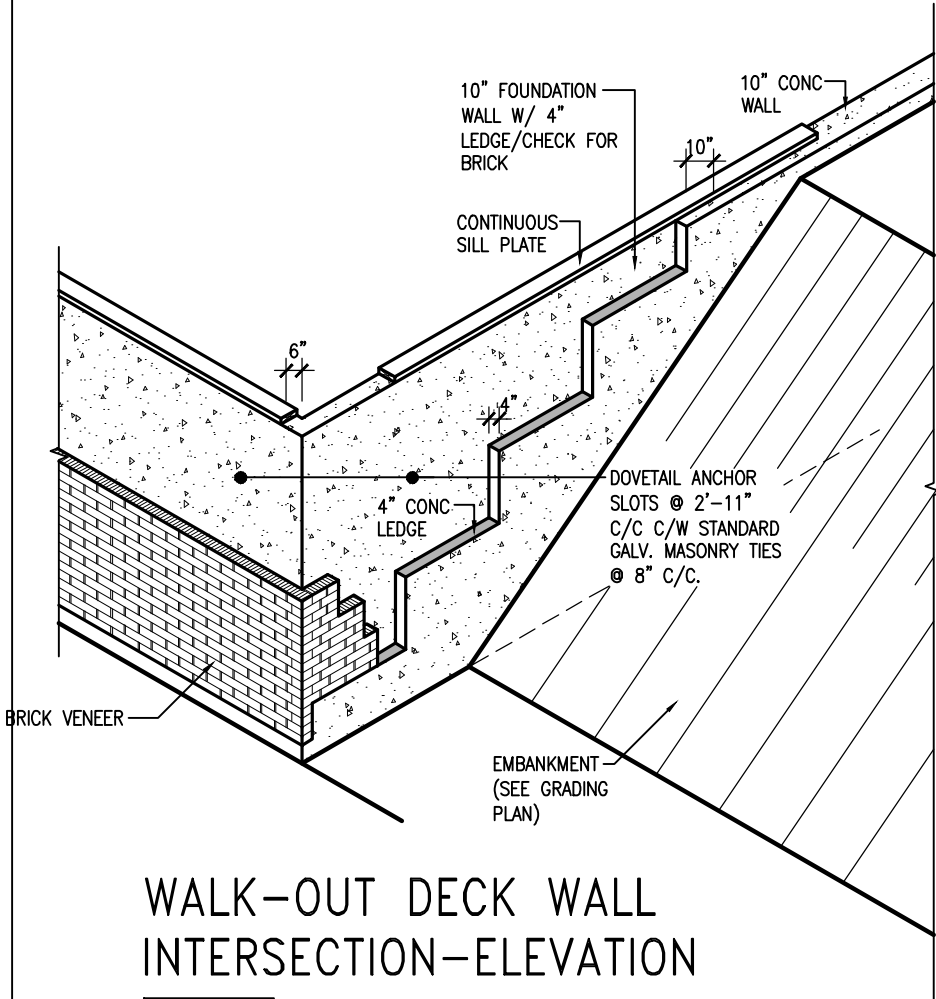 10" FOUNDATION
WALL W/ 4"
LEDGE/CHECK FOR
BRICK
10" CONC
WALL
10"
CONTINUOUS
SILL PLATE
6"
4"
4" CONC
LEDGE
DOVETAIL ANCHOR
SLOTS @ 2'-11"
C/C C/W STANDARD
GALV. MASONRY TIES
@ 8" C/C.
BRICK VENEER
EMBANKMENT
(SEE GRADING
PLAN)
WALK-OUT DECK WALL
INTERSECTION-ELEVATION